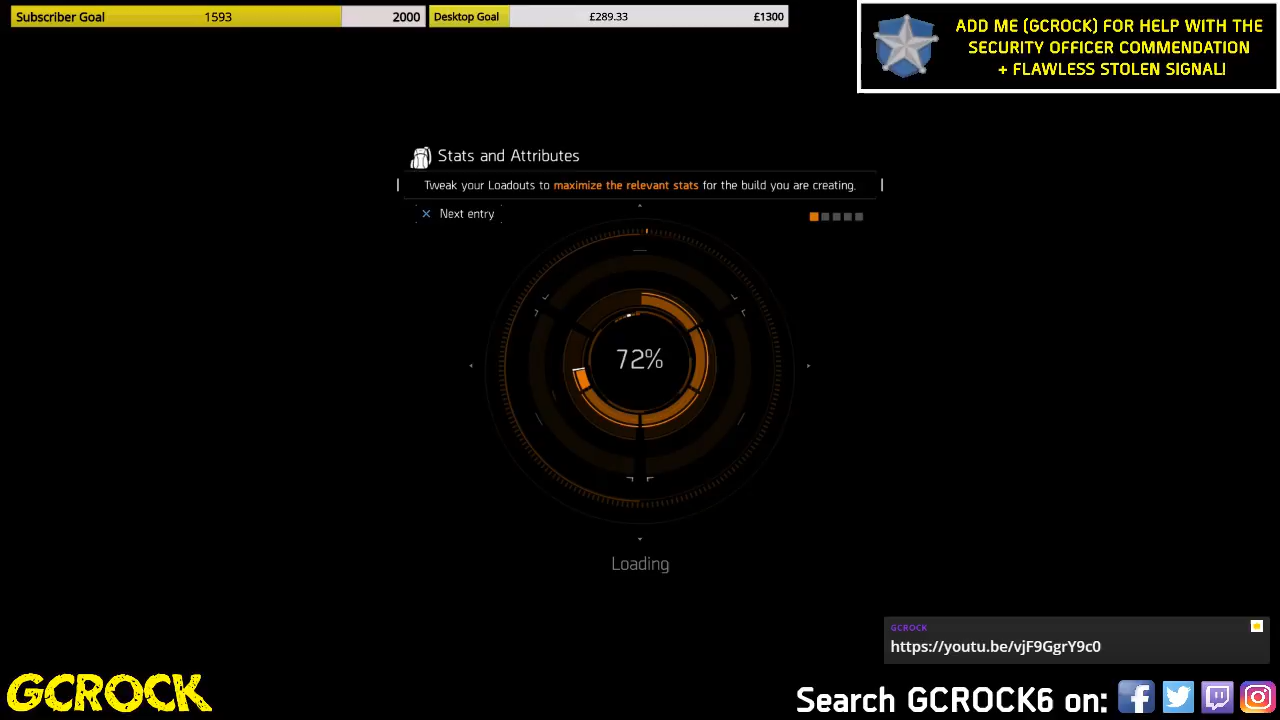 Subscriber Goal 1593 2000
Desktop Goal £289.33 £1300
ADD ME (GCROCK) FOR HELP WITH THE
SECURITY OFFICER COMMENDATION
+ FLAWLESS STOLEN SIGNAL!
Stats and Attributes
Tweak your Loadouts to maximize the relevant stats for the build you are creating.
Next entry
72%
Loading
GCROCK
https://youtu.be/vjF9GgrY9c0
GCROCK
Search GCROCK6 on: